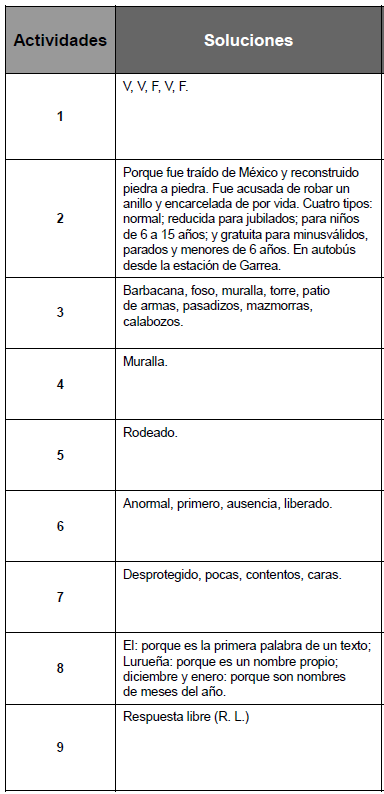 Actividades Soluciones
1 V, V, F, V, F.
2 Porque fue traído de México y reconstruido
piedra a piedra. Fue acusada de robar un
anillo y encarcelada de por vida. Cuatro tipos:
normal; reducida para jubilados; para niños
de 6 a 15 años; y gratuita para minusválidos,
parados y menores de 6 años. En autobús
desde la estación de Garrea.
3 Barbacana, foso, muralla, torre, patio
de armas, pasadizos, mazmorras,
calabozos.
4 Muralla.
5 Rodeado.
6 Anormal, primero, ausencia, liberado.
7 Desprotegido, pocas, contentos, caras.
8 El: porque es la primera palabra de un texto;
Lurueña: porque es un nombre propio;
diciembre y enero: porque son nombres
de meses del año.
9 Respuesta libre (R. L.)